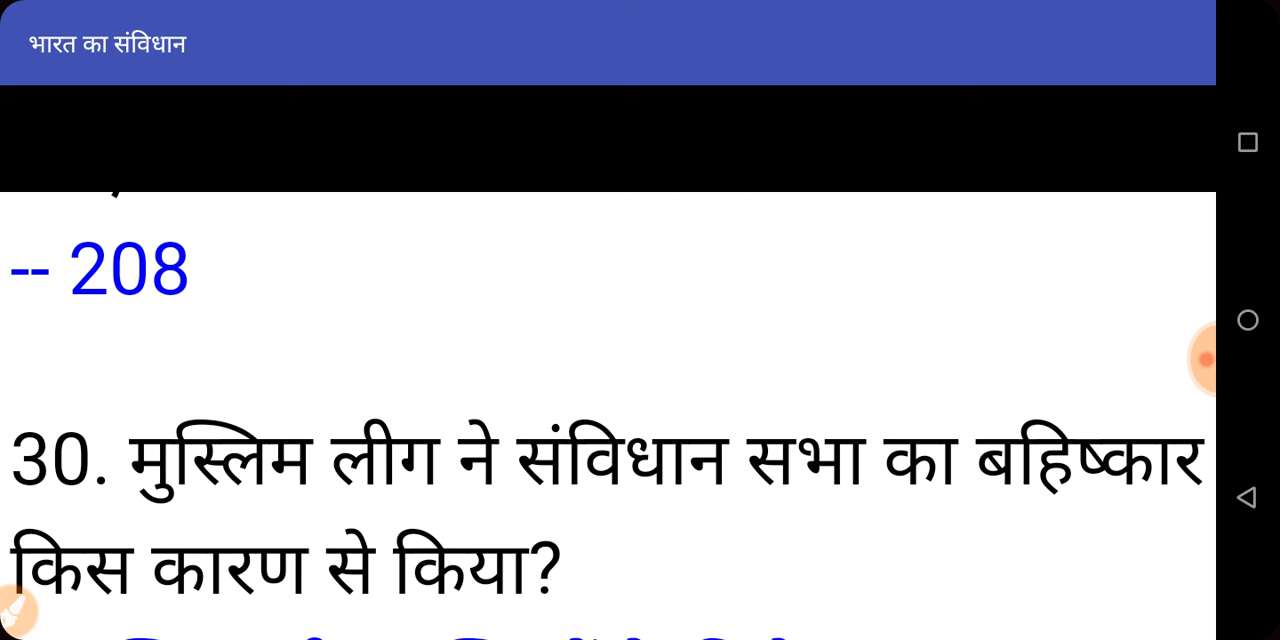 भारत का संविधान
-- 208
30. मुस्लिम लीग ने संविधान सभा का बहिष्कार
किस कारण से किया?